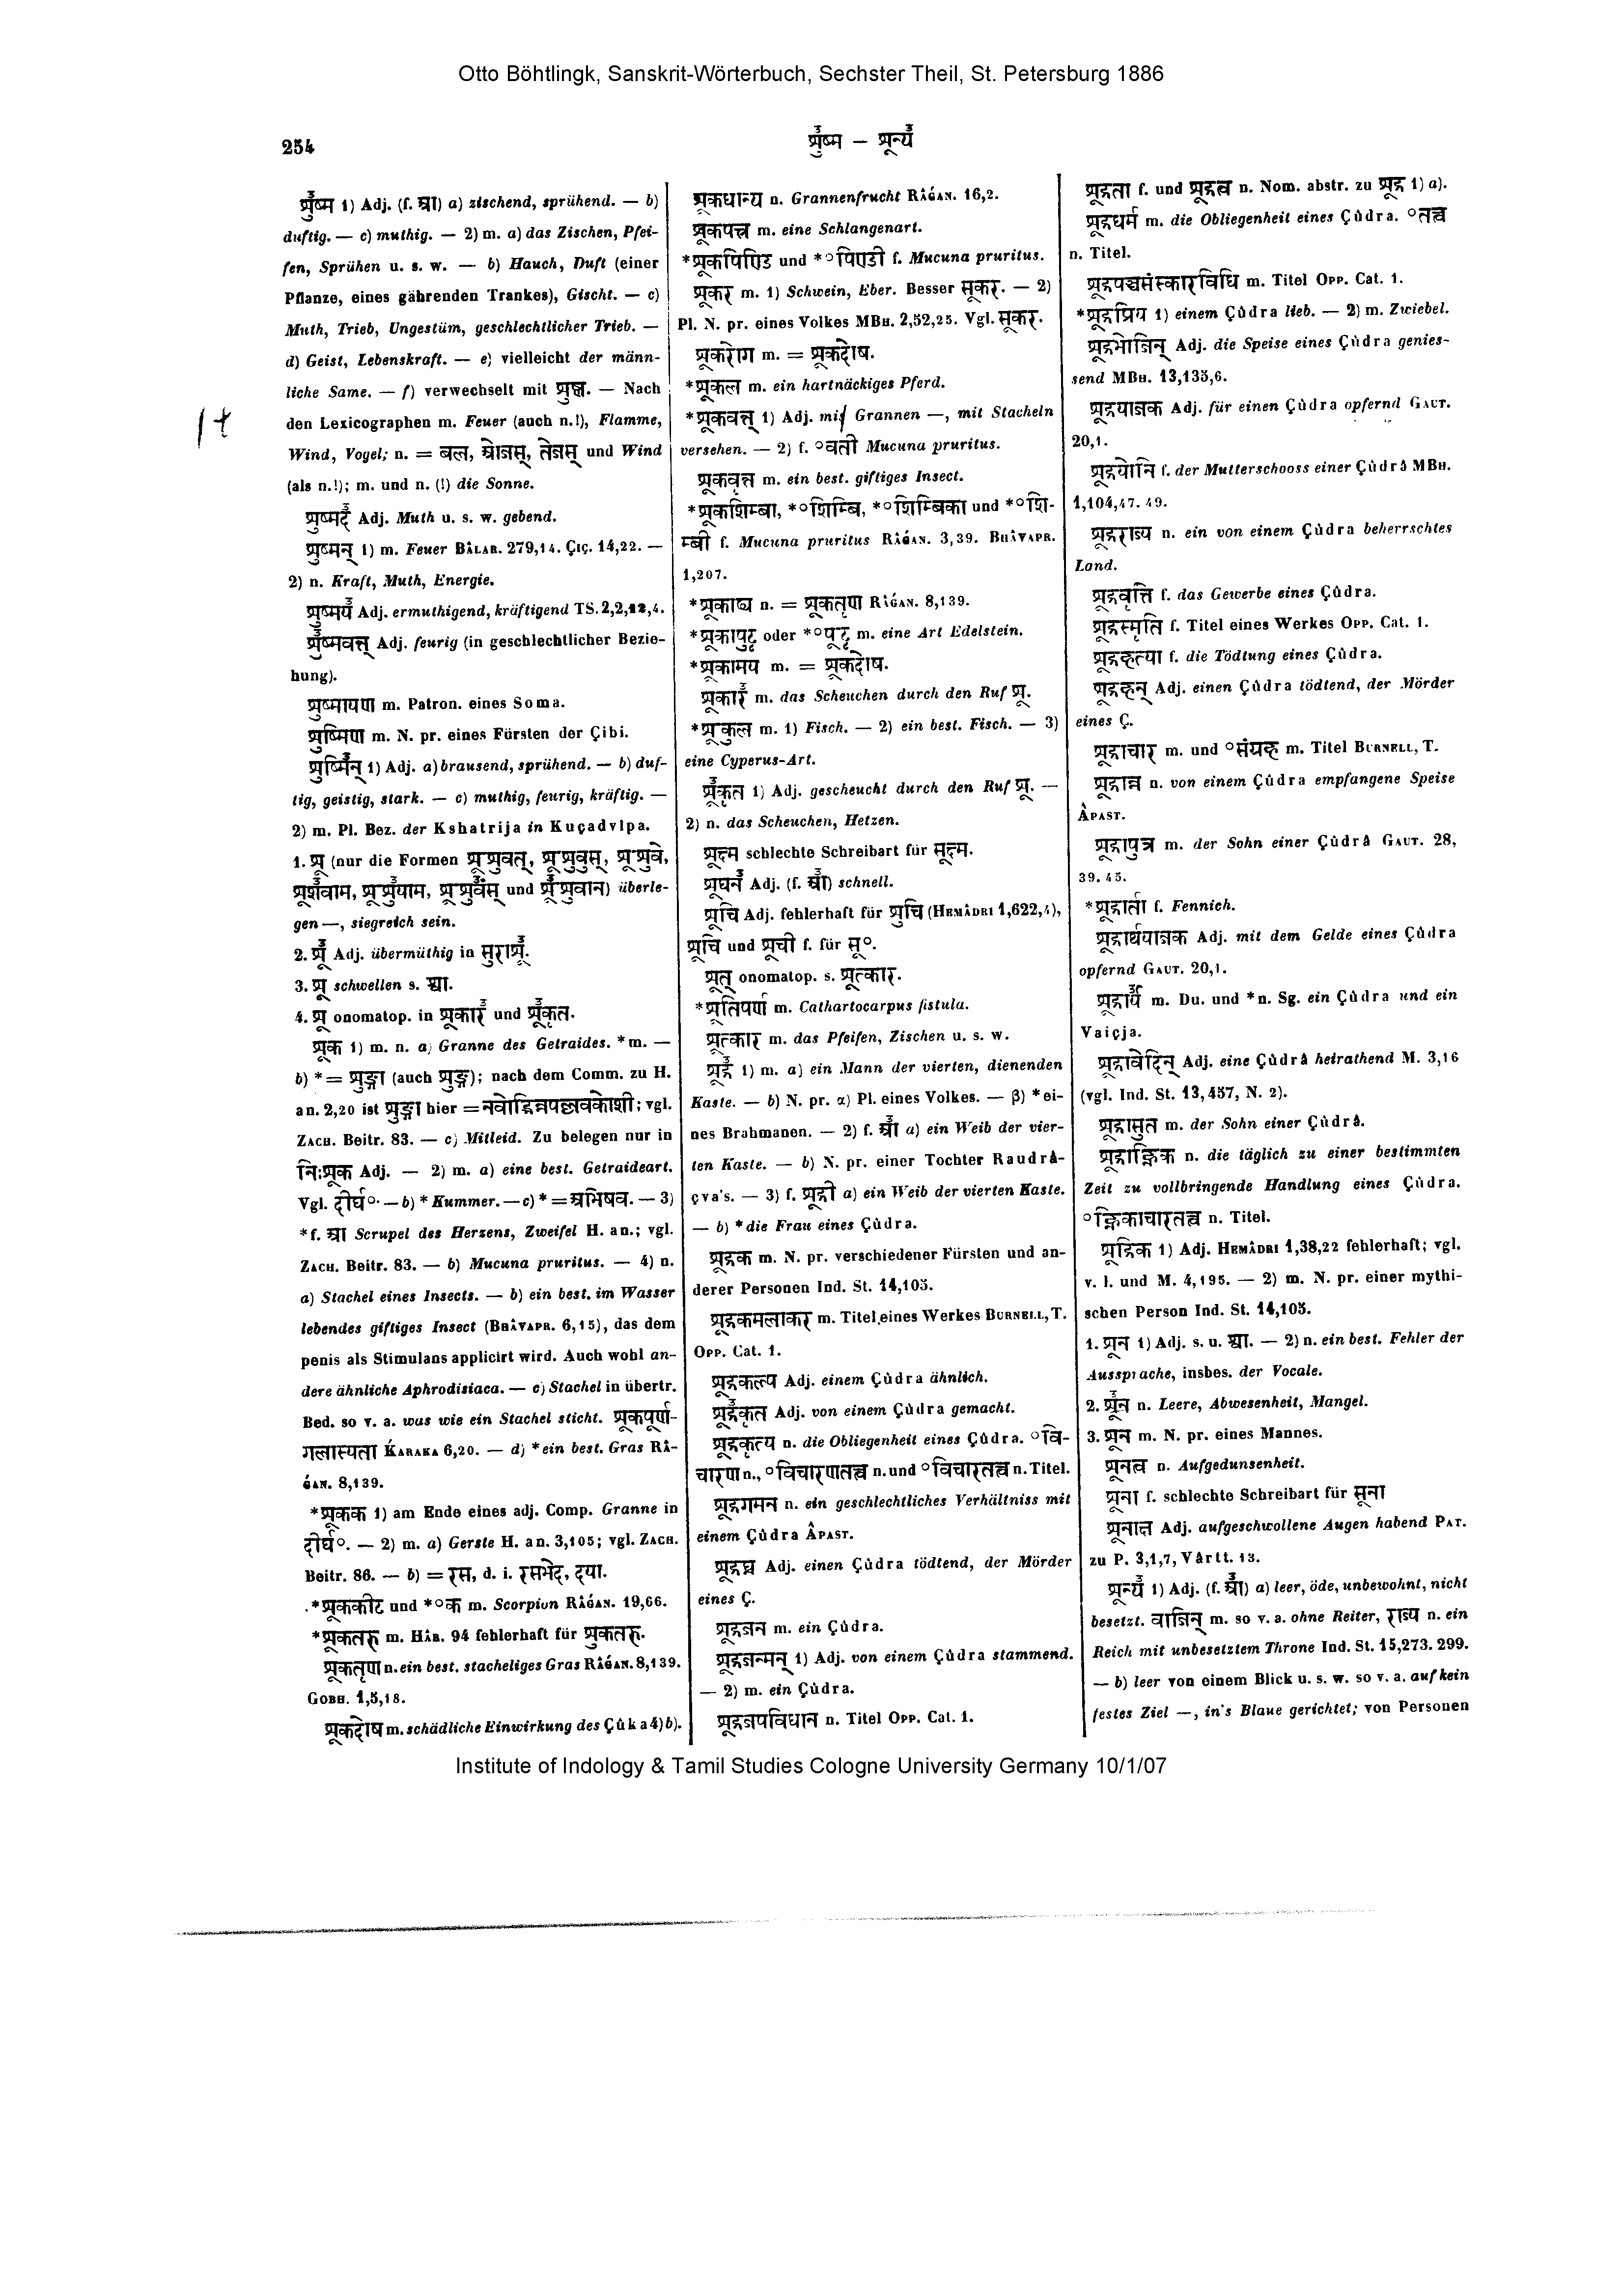 Otto Böhtlingk, Sanskrit-Wörterbuch, Sechster Theil, St. Petersburg 1886
254
शुष्म – शून्य
शुष्म 1) Adj. (f. आ) a) zischend, sprühend. — b)
duftig. — c) muthig. — 2) m. a) das Zischen, Pfei-
fen, Sprühen u. s. w. — b) Hauch, Duft (einer
Pflanze, eines gährenden Trankes), Gischt. — c)
Muth, Trieb, Ungestüm, geschlechtlicher Trieb. —
d) Geist, Lebenskraft. — e) vielleicht der männ-
liche Same. — f) verwechselt mit शुल्ल. — Nach
den Lexicographen m. Feuer (auch n.!), Flamme,
1 t
Wind, Vogel; n. = बल, ओजस्, तेजस् und Wind
(als n.!); m. und n. (!) die Sonne.
शुष्मद Adj. Muth u. s. w. gebend.
शुष्मन् 1) m. Feuer Bâlar. 279,14. Çiç. 14,22. —
2) n. Kraft, Muth, Energie.
शुष्मय Adj. ermuthigend, kräftigend TS. 2,2,12,4.
शुष्मवत् Adj. feurig (in geschlechtlicher Bezie-
hung).
शुष्मायण m. Patron. eines Soma.
शुष्मिण m. N. pr. eines Fürsten der Çibi.
शुष्मिन् 1) Adj. a) brausend, sprühend. — b) duf-
tig, geistig, stark. — c) muthig, feurig, kräftig. —
2) m. Pl. Bez. der Kshatrija in Kuçadvîpa.
1. शू (nur die Formen शूशुवत्, शूशुवुस्, शूशुवे,
शूशवाम, शूशुयाम, शूशुवंस् und शूशुवान) überle-
gen —, siegreich sein.
2. शू Adj. übermüthig in सुराशू.
3. शू schwellen s. श्वा.
4. शू onomatop. in शूकार und शूकृत.
शूक 1) m. n. a) Granne des Getraides. *m. —
b) * = शुङ्गा (auch शुङ्ग); nach dem Comm. zu H.
an. 2,20 ist शुङ्गा hier = नवोद्भिन्नपल्लवकोशी; vgl.
Zach. Beitr. 83. — c) Mitleid. Zu belegen nur in
निःशूक Adj. — 2) m. a) eine best. Getraideart.
Vgl. दीर्घ॰. — b) * Kummer. — c) * = अभिषव. — 3)
*f. आ Scrupel des Herzens, Zweifel H. an.; vgl.
Zach. Beitr. 83. — b) Mucuna pruritus. — 4) n.
a) Stachel eines Insects. — b) ein best. im Wasser
lebendes giftiges Insect (Bhâvapr. 6,15), das dem
penis als Stimulans applicirt wird. Auch wohl an-
dere ähnliche Aphrodisiaca. — c) Stachel in übertr.
Bed. so v. a. was wie ein Stachel sticht. शूकपूर्ण-
गलास्यता Karaka 6,20. — d) *ein best. Gras Râ-
ǵan. 8,139.
*शूकक 1) am Ende eines adj. Comp. Granne in
दीर्घ॰. — 2) m. a) Gerste H. an. 3,105; vgl. Zach.
Beitr. 86. — b) = रस, d. i. रसभेद, दया.
*शूककीट und *॰क m. Scorpion Râǵan. 19,66.
*शूकतरु m. Hâr. 94 fehlerhaft für शुकतरु.
शूकतृण n. ein best. stacheliges Gras Râǵan. 8,139.
Gobh. 1,5,18.
शूकदोष m. schädliche Einwirkung des Çûka 4) b).
शूकधान्य n. Grannenfrucht Râǵan. 16,2.
शूकपत्त्र m. eine Schlangenart.
*शूकपिण्डि und *॰पिण्डी f. Mucuna pruritus.
शूकर m. 1) Schwein, Eber. Besser सूकर. — 2)
Pl. N. pr. eines Volkes MBh. 2,52,25. Vgl. सूकर.
शूकरोग m. = शूकदोष.
*शूकल m. ein hartnäckiges Pferd.
*शूकवत् 1) Adj. mit Grannen —, mit Stacheln
versehen. — 2) f. ॰वती Mucuna pruritus.
शूकवृत्त m. ein best. giftiges Insect.
*शूकशिम्बा, *॰शिम्बि, *॰शिम्बिका und *॰शि-
म्बी f. Mucuna pruritus Râǵan. 3,39. Bhâvapr.
1,207.
*शूकाढ्य n. = शूकतृण Râǵan. 8,139.
*शूकापुट्ट oder *॰पूट्ट m. eine Art Edelstein.
*शूकामय m. = शूकदोष.
शूकार m. das Scheuchen durch den Ruf शू.
*शूकुल m. 1) Fisch. — 2) ein best. Fisch. — 3)
eine Cyperus-Art.
शूकृत 1) Adj. gescheucht durch den Ruf शू. —
2) n. das Scheuchen, Hetzen.
शूक्ष्म schlechte Schreibart für सूक्ष्म.
शूघन Adj. (f. आ) schnell.
शूचि Adj. fehlerhaft für शुचि (Hemâdri 1,622,4),
शूचि und शूची f. für सू॰.
शूत् onomatop. s. शूत्कार.
*शूतिपर्ण m. Cathartocarpus fistula.
शूत्कार m. das Pfeifen, Zischen u. s. w.
शूद्र 1) m. a) ein Mann der vierten, dienenden
Kaste. — b) N. pr. α) Pl. eines Volkes. — β) *ei-
nes Brahmanen. — 2) f. आ a) ein Weib der vier-
ten Kaste. — b) N. pr. einer Tochter Raudrâ-
çva's. — 3) f. शूद्री a) ein Weib der vierten Kaste.
— b) *die Frau eines Çûdra.
शूद्रक m. N. pr. verschiedener Fürsten und an-
derer Personen Ind. St. 14,105.
शूद्रकमलाकर m. Titel eines Werkes Burnell, T.
Opp. Cat. 1.
शूद्रकल्प Adj. einem Çûdra ähnlich.
शूद्रकृत Adj. von einem Çûdra gemacht.
शूद्रकृत्य n. die Obliegenheit eines Çûdra. ॰वि-
चारण n., ॰विचारणतत्त्व n. und ॰विचारतत्त्व n. Titel.
शूद्रगमन n. ein geschlechtliches Verhältniss mit
einem Çûdra Âpast.
शूद्रघ्न Adj. einen Çûdra tödtend, der Mörder
eines Ç.
शूद्रजन m. ein Çûdra.
शूद्रजन्मन् 1) Adj. von einem Çûdra stammend.
— 2) m. ein Çûdra.
शूद्रजपविधान n. Titel Opp. Cat. 1.
शूद्रता f. und शूद्रत्व n. Nom. abstr. zu शूद्र 1) a).
शूद्रधर्म m. die Obliegenheit eines Çûdra. ॰तत्त्व
n. Titel.
शूद्रपञ्चसंस्कारविधि m. Titel Opp. Cat. 1.
*शूद्रप्रिय 1) einem Çûdra lieb. — 2) m. Zwiebel.
शूद्रभोजिन् Adj. die Speise eines Çûdra genies-
send MBh. 13,135,6.
शूद्रयाजक Adj. für einen Çûdra opfernd Gaut.
20,1.
शूद्रयोनि f. der Mutterschooss einer Çûdrâ MBh.
1,104,47. 49.
शूद्रराज्य n. ein von einem Çûdra beherrschtes
Land.
शूद्रवृत्ति f. das Gewerbe eines Çûdra.
शूद्रस्मृति f. Titel eines Werkes Opp. Cat. 1.
शूद्रहत्या f. die Tödtung eines Çûdra.
शूद्रहन् Adj. einen Çûdra tödtend, der Mörder
eines Ç.
शूद्राचार m. und ॰संग्रह m. Titel Burnell, T.
शूद्रान्न n. von einem Çûdra empfangene Speise
Âpast.
शूद्रापुत्र m. der Sohn einer Çûdrâ Gaut. 28,
39. 45.
*शूद्रार्ता f. Fennich.
शूद्रार्थयाजक Adj. mit dem Gelde eines Çûdra
opfernd Gaut. 20,1.
शूद्रार्य m. Du. und *n. Sg. ein Çûdra und ein
Vaiçja.
शूद्रावेदिन् Adj. eine Çûdrâ heirathend M. 3,16
(vgl. Ind. St. 13,457, N. 2).
शूद्रासुत m. der Sohn einer Çûdrâ.
शूद्राह्निक n. die täglich zu einer bestimmten
Zeit zu vollbringende Handlung eines Çûdra.
॰ह्निकाचारतत्त्व n. Titel.
शूद्रिक 1) Adj. Hemâdri 1,38,22 fehlerhaft; vgl.
v. l. und M. 4,195. — 2) m. N. pr. einer mythi-
schen Person Ind. St. 14,105.
1. शून 1) Adj. s. u. श्वा. — 2) n. ein best. Fehler der
Aussprache, insbes. der Vocale.
2. शून n. Leere, Abwesenheit, Mangel.
3. शून m. N. pr. eines Mannes.
शूनत्व n. Aufgedunsenheit.
शूना f. schlechte Schreibart für सूना
शूनाक्ष Adj. aufgeschwollene Augen habend Pat.
zu P. 3,1,7, Vârtt. 13.
शून्य 1) Adj. (f. आ) a) leer, öde, unbewohnt, nicht
besetzt. वाजिन् m. so v. a. ohne Reiter, राज्य n. ein
Reich mit unbesetztem Throne Ind. St. 15,273. 299.
— b) leer von einem Blick u. s. w. so v. a. auf kein
festes Ziel —, in's Blaue gerichtet; von Personen
Institute of Indology & Tamil Studies Cologne University Germany 10/1/07